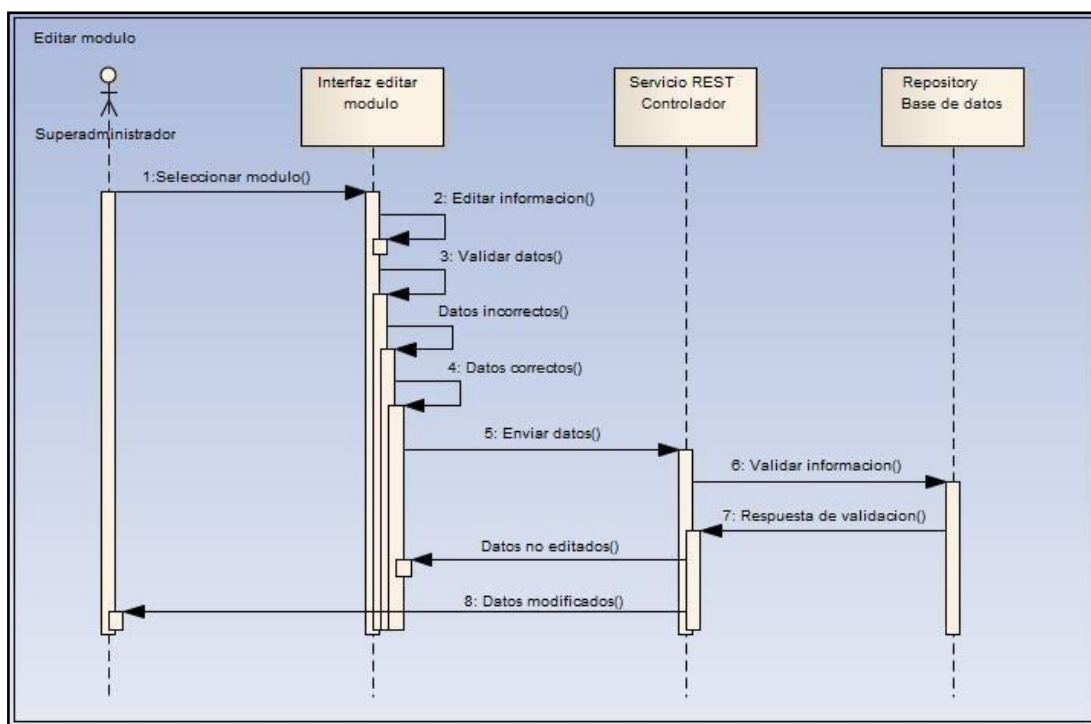 Editar modulo
Superadministrador
Interfaz editar
modulo
Servicio REST
Controlador
Repository
Base de datos
1:Seleccionar modulo()
2: Editar informacion()
3: Validar datos()
Datos incorrectos()
4: Datos correctos()
5: Enviar datos()
6: Validar informacion()
7: Respuesta de validacion()
Datos no editados()
8: Datos modificados()